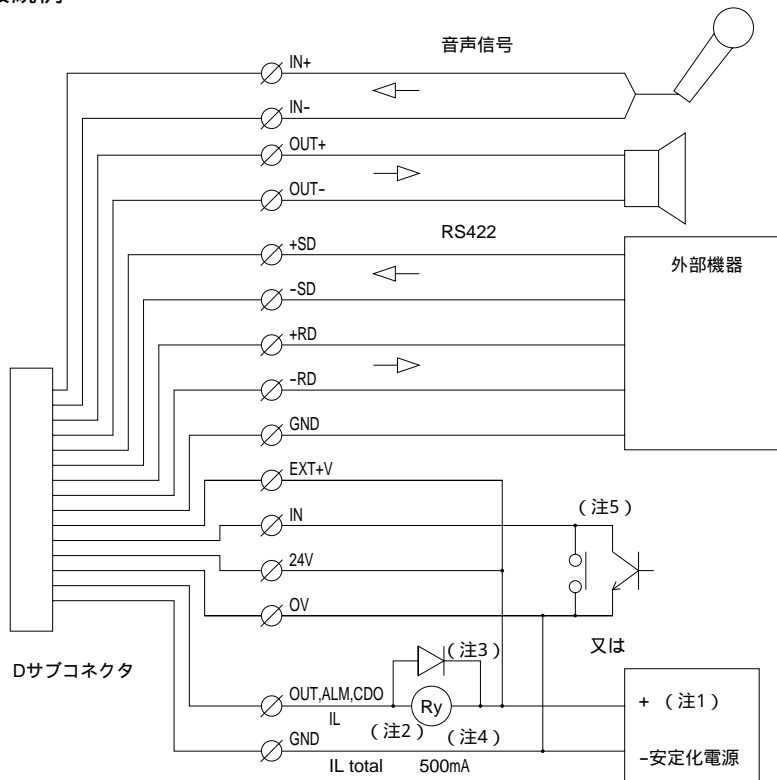 音声信号
IN+
IN-
OUT+
OUT-
RS422
+SD
外部機器
-SD
+RD
-RD
GND
EXT+V
（注5）
IN
24V
OV
又は
Dサブコネクタ
（注3）
OUT,ALM,CDO
IL
Ry
+ （注1）
（注2）
（注4）
GND
-安定化電源
IL total 500mA